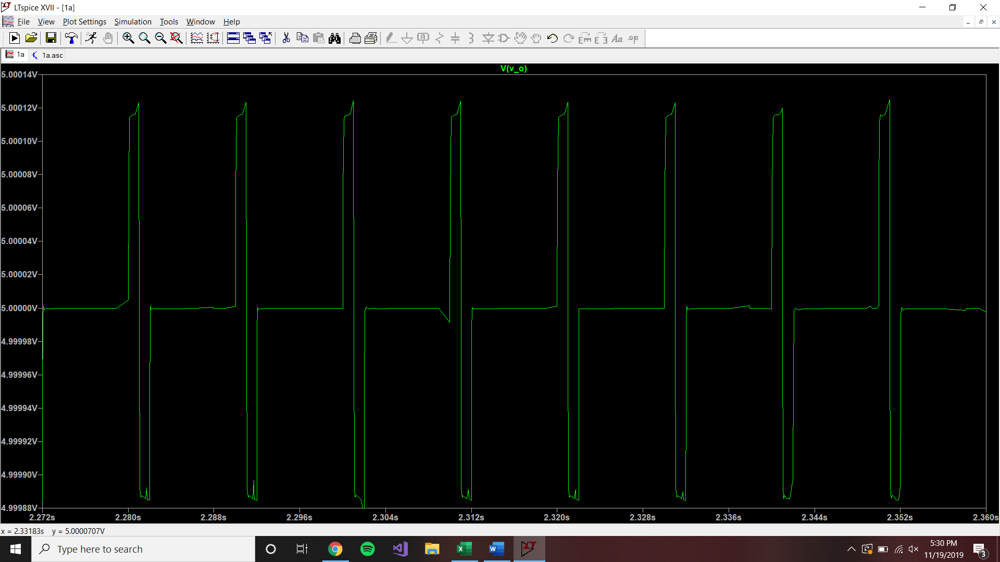 LTspice XVII - [1a]
File View Plot Settings Simulation Tools Window Help
1a 1a.asc
V(v_o)
5.00014V
5.00012V
5.00010V
5.00008V
5.00006V
5.00004V
5.00002V
5.00000V
4.99998V
4.99996V
4.99994V
4.99992V
4.99990V
4.99988V
2.272s 2.280s 2.288s 2.296s 2.304s 2.312s 2.320s 2.328s 2.336s 2.344s 2.352s 2.360s
x = 2.33183s y = 5.0000707V
Type here to search
5:30 PM
11/19/2019
3